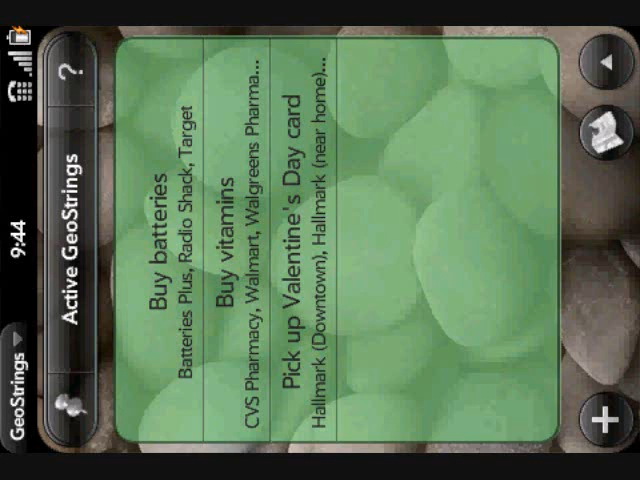 GeoStrings
9:44
Active GeoStrings
?
Buy batteries
Batteries Plus, Radio Shack, Target
Buy vitamins
CVS Pharmacy, Walmart, Walgreens Pharma...
Pick up Valentine's Day card
Hallmark (Downtown), Hallmark (near home)...